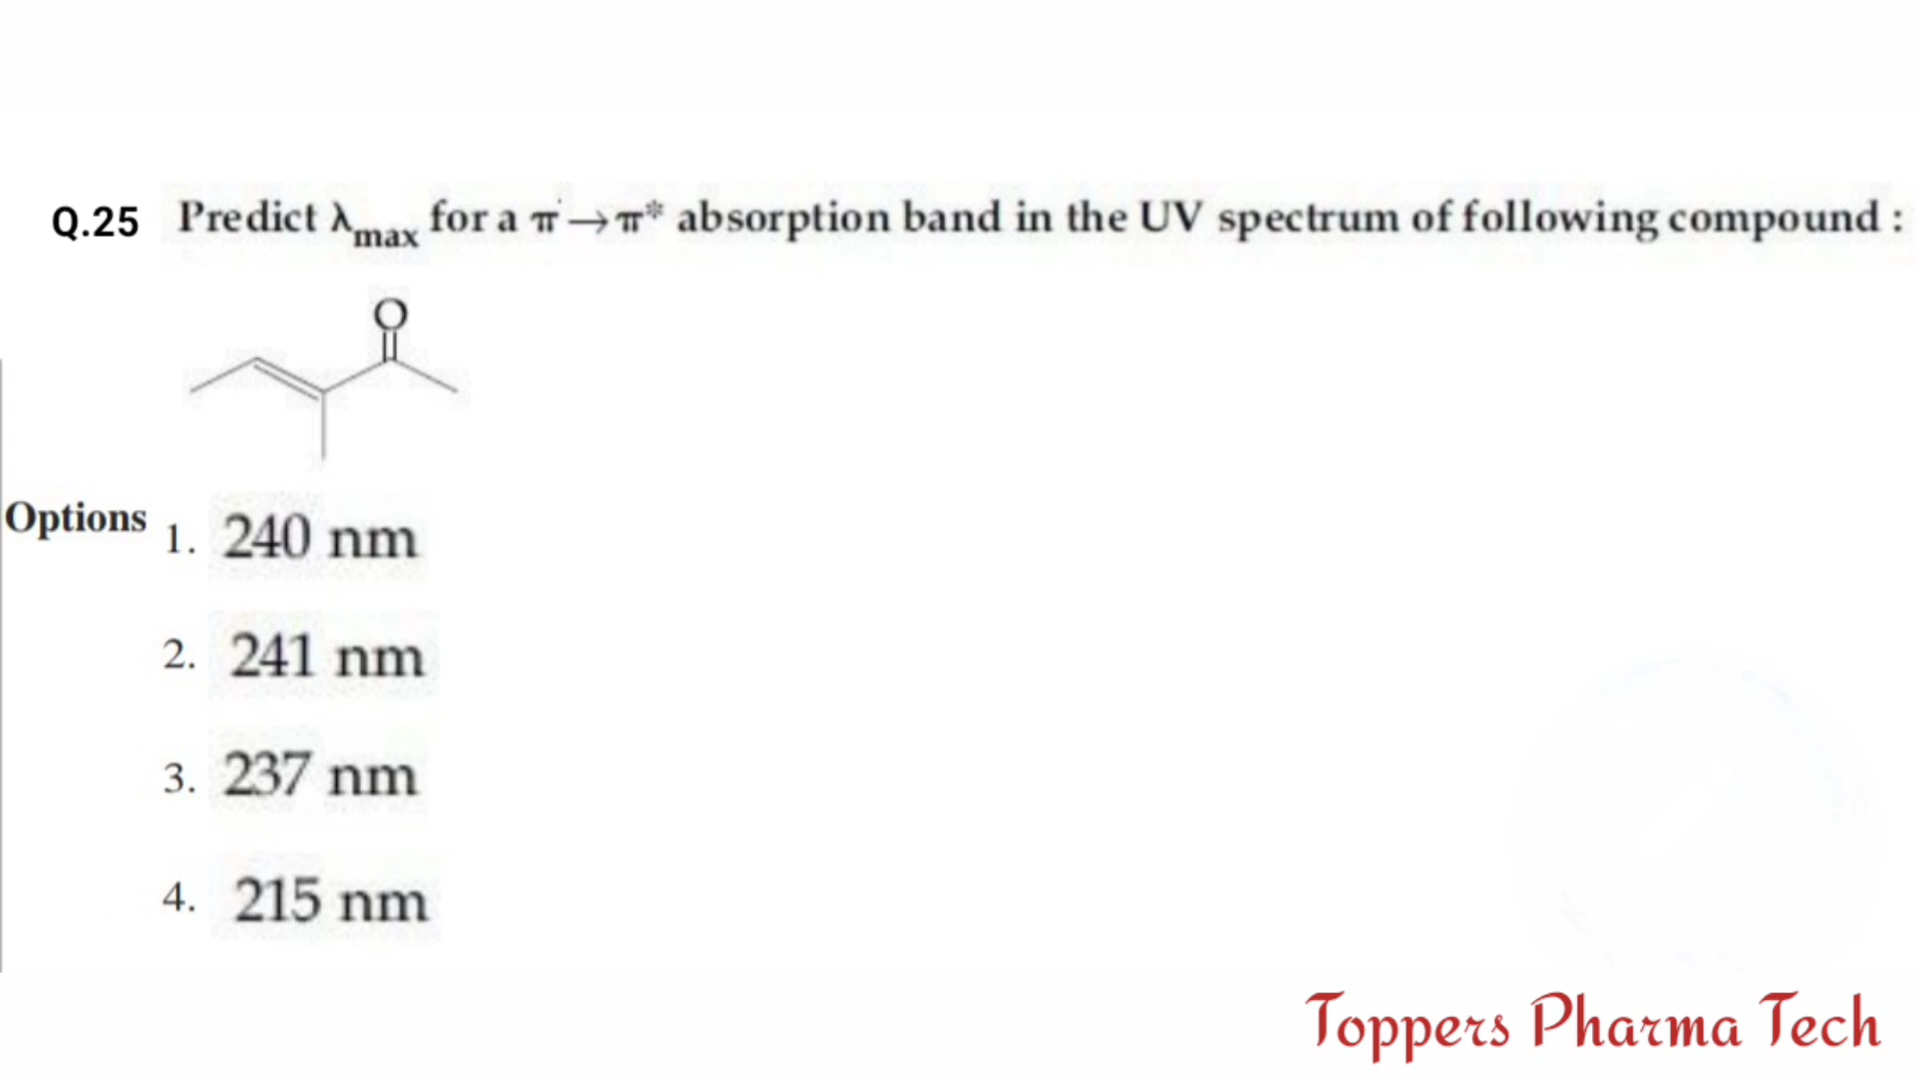 Q.25 Predict λmax for a π→π* absorption band in the UV spectrum of following compound :
O
Options 1. 240 nm
2. 241 nm
3. 237 nm
4. 215 nm
Toppers Pharma Tech